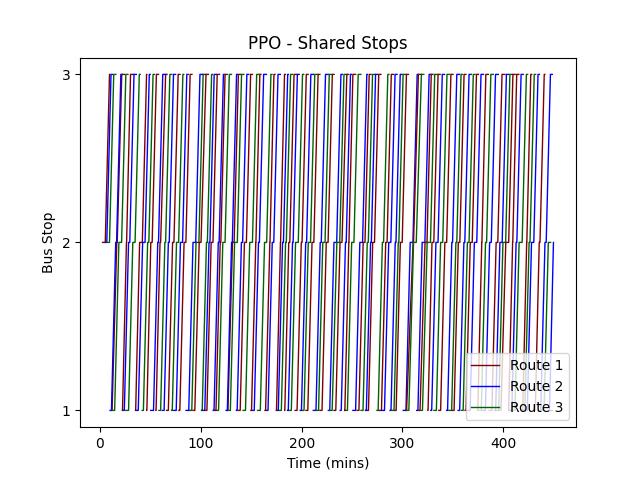 PPO - Shared Stops
3
2
1
Bus Stop
0
100
200
300
400
Time (mins)
Route 1
Route 2
Route 3